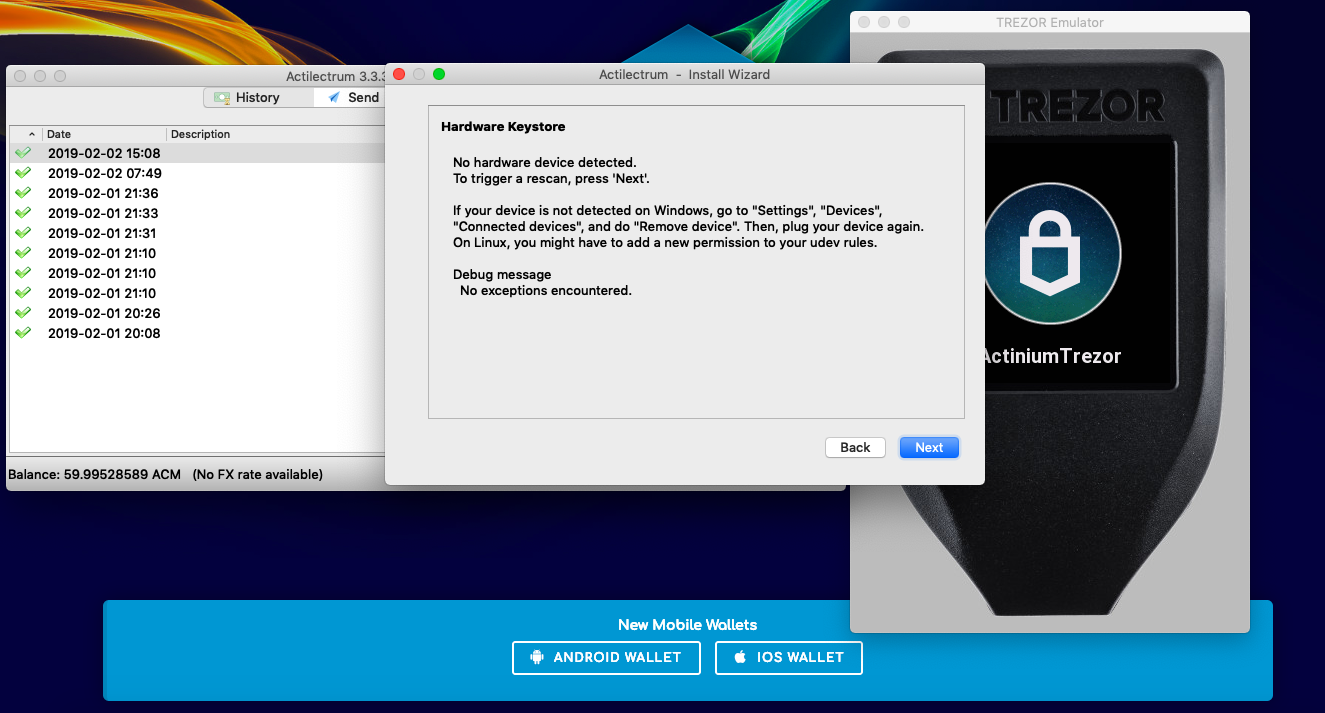 TREZOR Emulator
TREZOR
ActiniumTrezor
Actilectrum 3.3.3
History
Send
Date
Description
2019-02-02 15:08
2019-02-02 07:49
2019-02-01 21:36
2019-02-01 21:33
2019-02-01 21:31
2019-02-01 21:10
2019-02-01 21:10
2019-02-01 21:10
2019-02-01 20:26
2019-02-01 20:08
Balance: 59.99528589 ACM (No FX rate available)
Actilectrum - Install Wizard
Hardware Keystore
No hardware device detected.
To trigger a rescan, press 'Next'.
If your device is not detected on Windows, go to "Settings", "Devices",
"Connected devices", and do "Remove device". Then, plug your device again.
On Linux, you might have to add a new permission to your udev rules.
Debug message
No exceptions encountered.
Back
Next
New Mobile Wallets
ANDROID WALLET
IOS WALLET